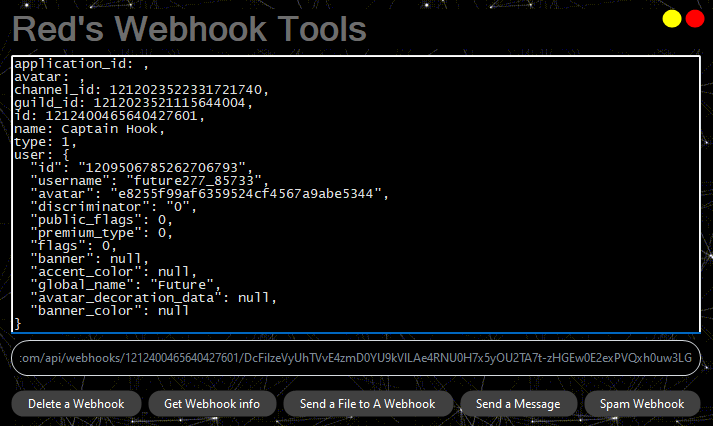 Red's Webhook Tools
application_id: ,
avatar: ,
channel_id: 1212023522331721740,
guild_id: 1212023521115644004,
id: 1212400465640427601,
name: Captain Hook,
type: 1,
user: {
  "id": "1209506785262706793",
  "username": "future277_85733",
  "avatar": "e8255f99af6359524cf4567a9abe5344",
  "discriminator": "0",
  "public_flags": 0,
  "premium_type": 0,
  "flags": 0,
  "banner": null,
  "accent_color": null,
  "global_name": "Future",
  "avatar_decoration_data": null,
  "banner_color": null
}
:om/api/webhooks/1212400465640427601/DcFiIzeVyUhTVvE4zmD0YU9kVILAe4RNU0H7x5yOU2TA7t-zHGEw0E2exPVQxh0uw3LG
Delete a Webhook Get Webhook info Send a File to A Webhook Send a Message Spam Webhook